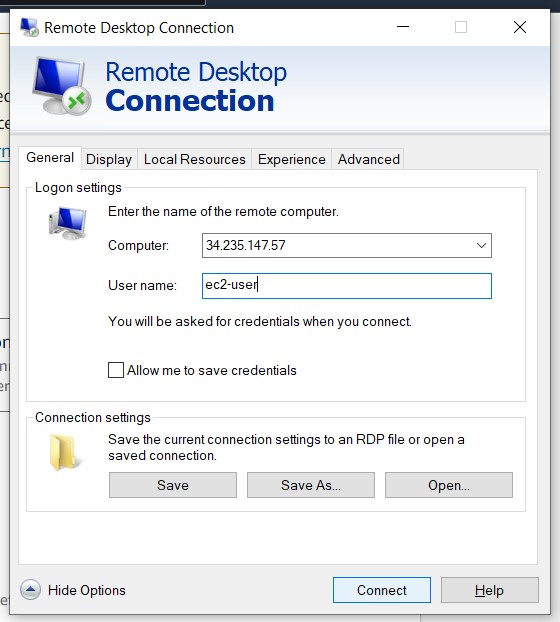 Remote Desktop Connection
Remote Desktop
Connection
General Display Local Resources Experience Advanced
Logon settings
Enter the name of the remote computer.
Computer: 34.235.147.57
User name: ec2-user
You will be asked for credentials when you connect.
Allow me to save credentials
Connection settings
Save the current connection settings to an RDP file or open a
saved connection.
Save Save As... Open...
Hide Options Connect Help